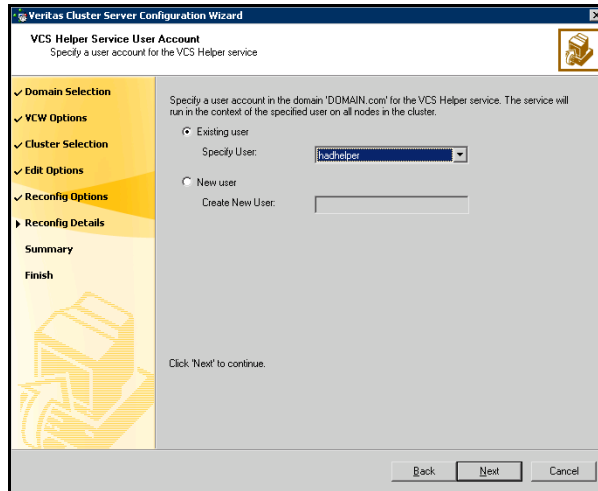 Veritas Cluster Server Configuration Wizard
VCS Helper Service User Account
Specify a user account for the VCS Helper service
Domain Selection
VCW Options
Cluster Selection
Edit Options
Reconfig Options
Reconfig Details
Summary
Finish
Specify a user account in the domain 'DOMAIN.com' for the VCS Helper service. The service will
run in the context of the specified user on all nodes in the cluster.
Existing user
Specify User:
hadhelper
New user
Create New User:
Click 'Next' to continue.
Back
Next
Cancel